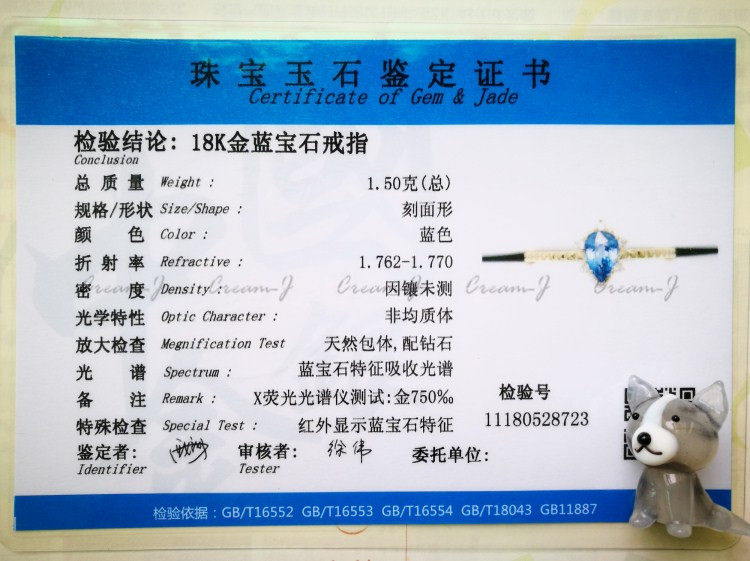 珠宝玉石鉴定证书
Certificate of Gem & Jade
检验结论: 18K金蓝宝石戒指
Conclusion
总质量 Weight : 1.50克(总)
规格/形状 Size/Shape : 刻面形
颜色 Color : 蓝色
折射率 Refractive : 1.762-1.770
密度 Density : 因镶未测
Cream-J Cream-J Cream-J Cream-J Cream-J
光学特性 Optic Character : 非均质体
放大检查 Megnification Test 天然包体,配钻石
光谱 Spectrum : 蓝宝石特征吸收光谱
备注 Remark : X荧光光谱仪测试:金750‰
特殊检查 Special Test : 红外显示蓝宝石特征
检验号
11180528723
鉴定者: 审核者: 徐伟 委托单位:
Identifier Tester
检验依据: GB/T16552 GB/T16553 GB/T16554 GB/T18043 GB11887